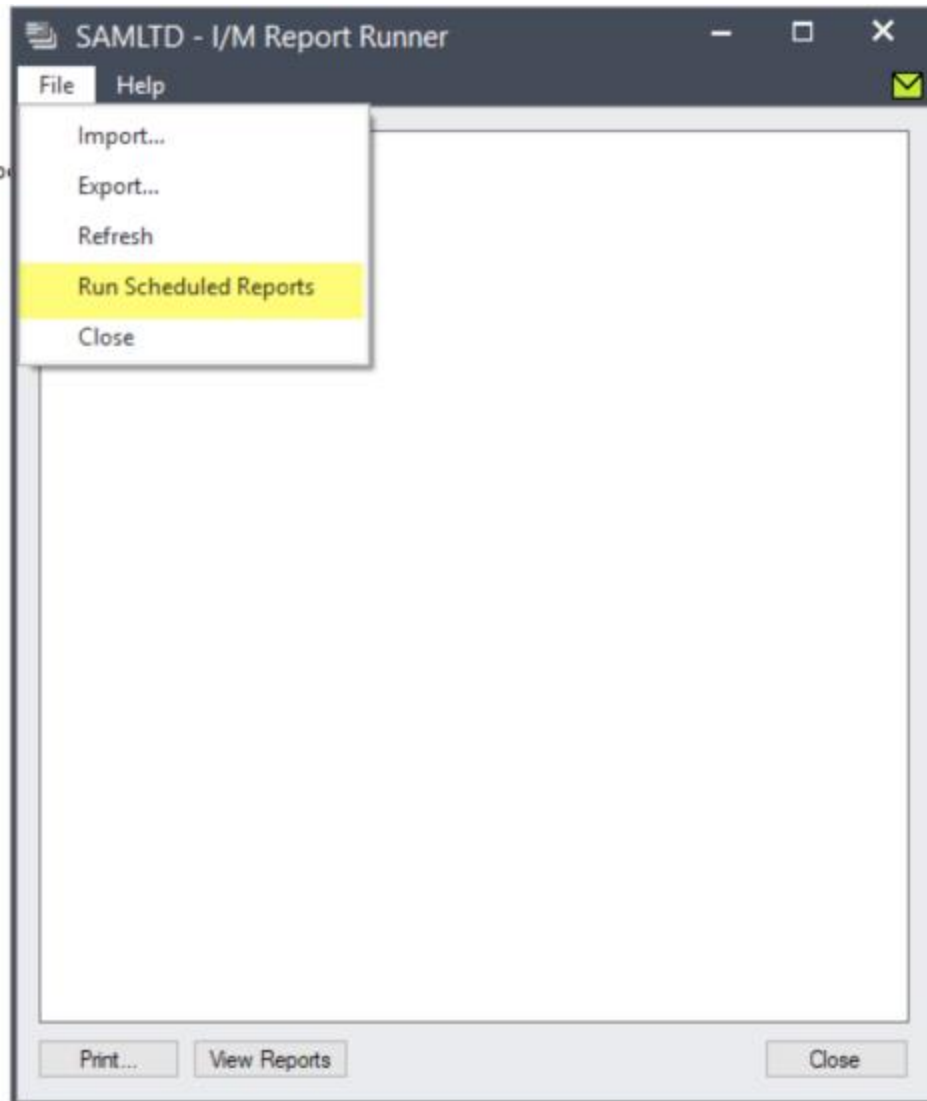 SAMLTD - I/M Report Runner
File Help
Import...
Export...
Refresh
Run Scheduled Reports
Close
Print... View Reports Close